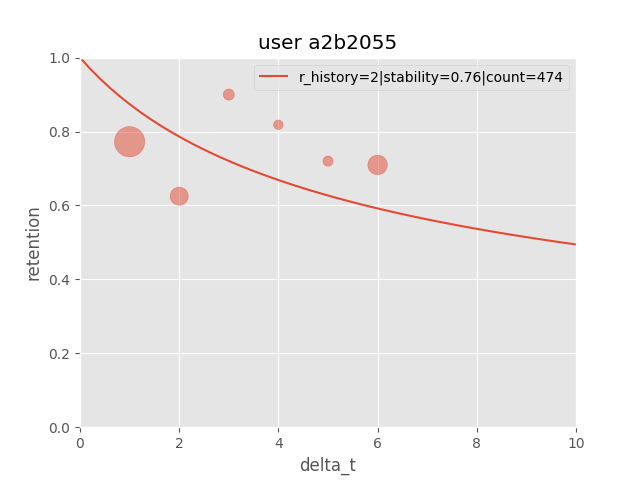 user a2b2055
r_history=2|stability=0.76|count=474
retention
1.0
0.8
0.6
0.4
0.2
0.0
0 2 4 6 8 10
delta_t